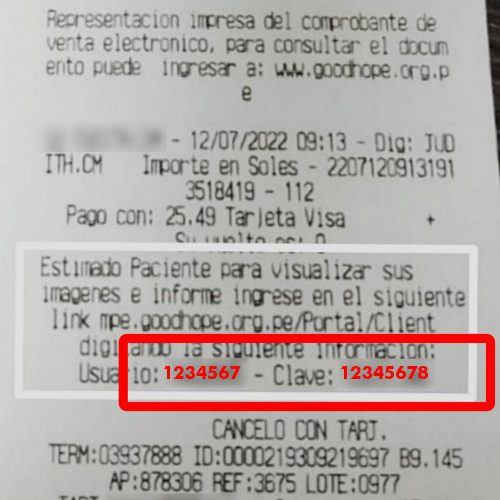 Representacion impresa del comprobante de
venta electronico, para consultar el docum
ento puede ingresar a: www.goodhope.org.p
e
- 12/07/2022 09:13 - Dig: JUD
ITH.CM Importe en Soles - 2207120913191
3518419 - 112
Pago con: 25.49 Tarjeta Visa +
Su vuelto es: 0
Estimado Paciente para visualizar sus
imagenes e informe ingrese en el siguiente
link mpe.goodhope.org.pe/Portal/Client
digitando la siguiente informacion:
Usuario: 1234567 - Clave: 12345678
CANCELO CON TARJ.
TERM:03937888 ID:0000219309219697 B9.145
AP:878306 REF:3675 LOTE:0977